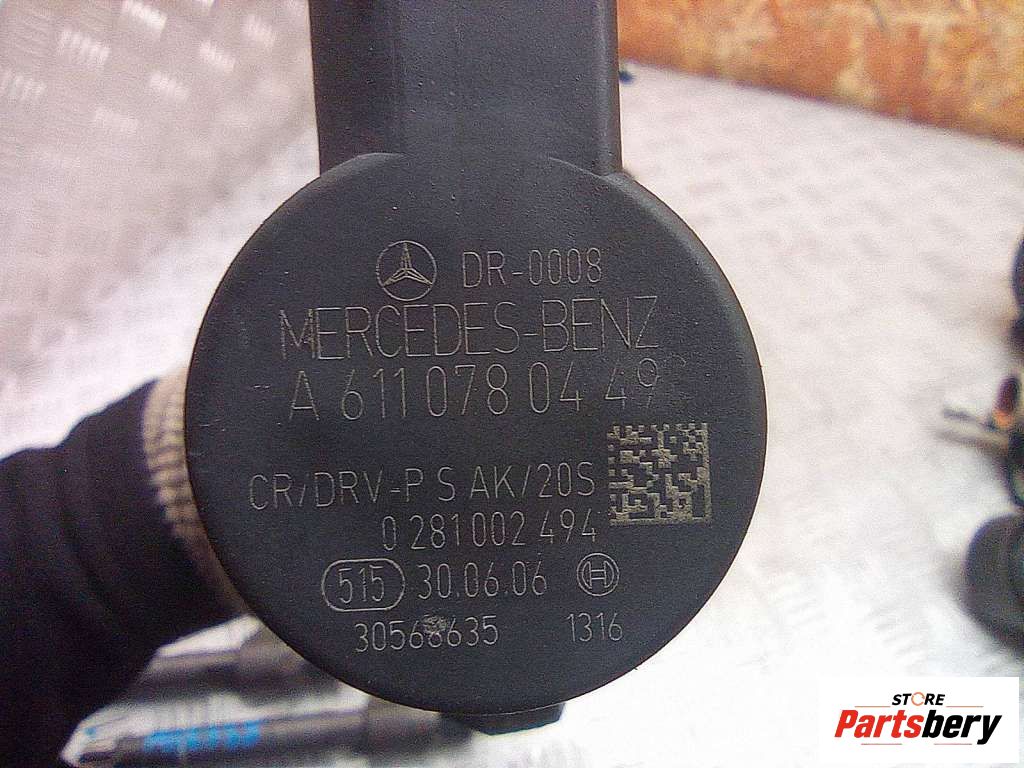 DR-0008
MERCEDES-BENZ
A 611 078 04 49
CR/DRV-P S AK/20S
0 281 002 494
515 30.06.06
30568635 1316
STORE
Partsbery